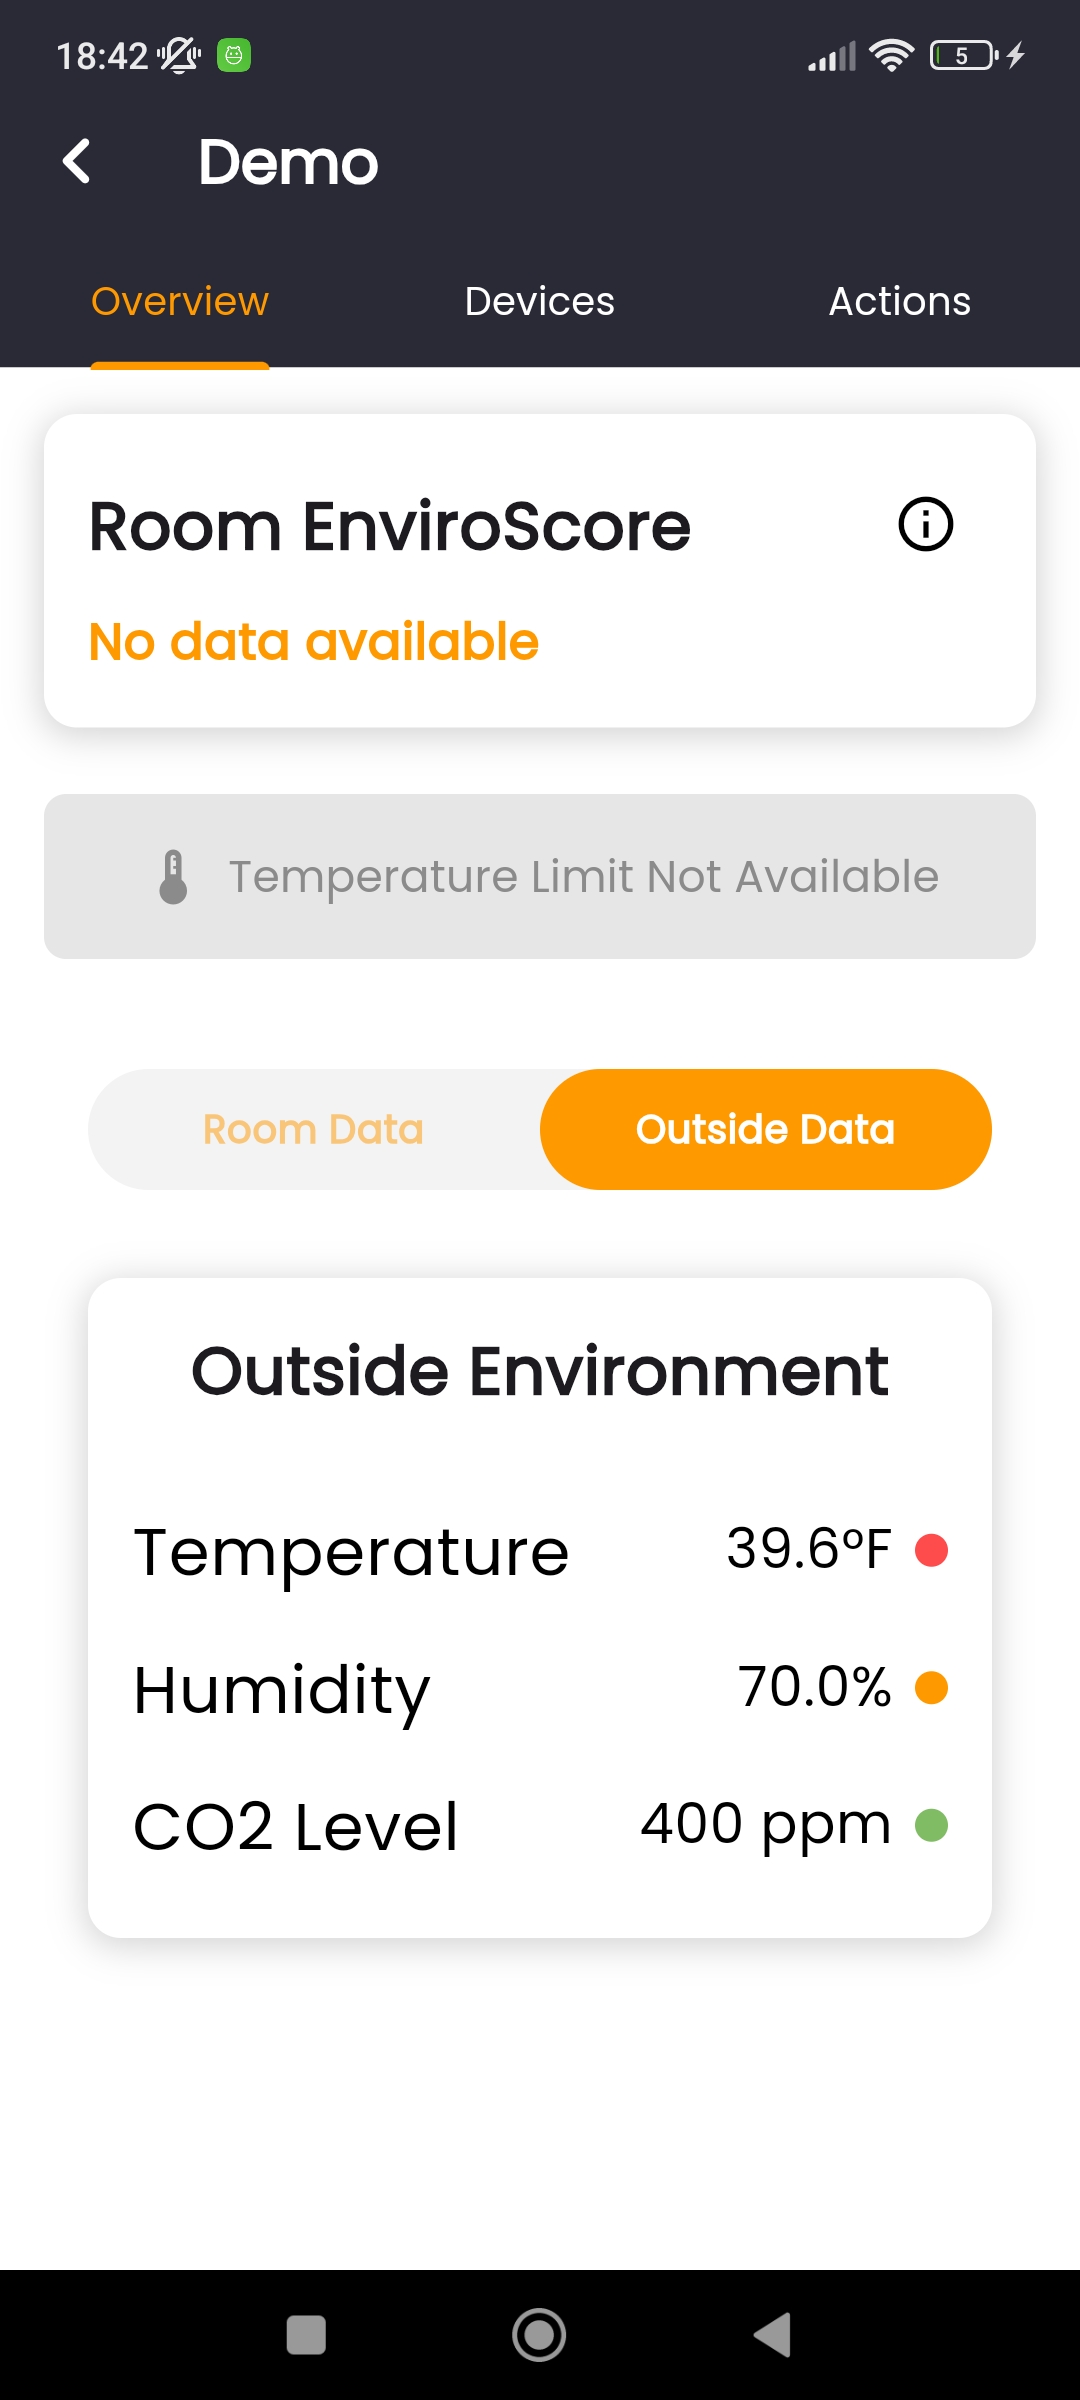 18:42
5
Demo
Overview
Devices
Actions
Room EnviroScore
No data available
Temperature Limit Not Available
Room Data
Outside Data
Outside Environment
Temperature 39.6°F
Humidity 70.0%
CO2 Level 400 ppm